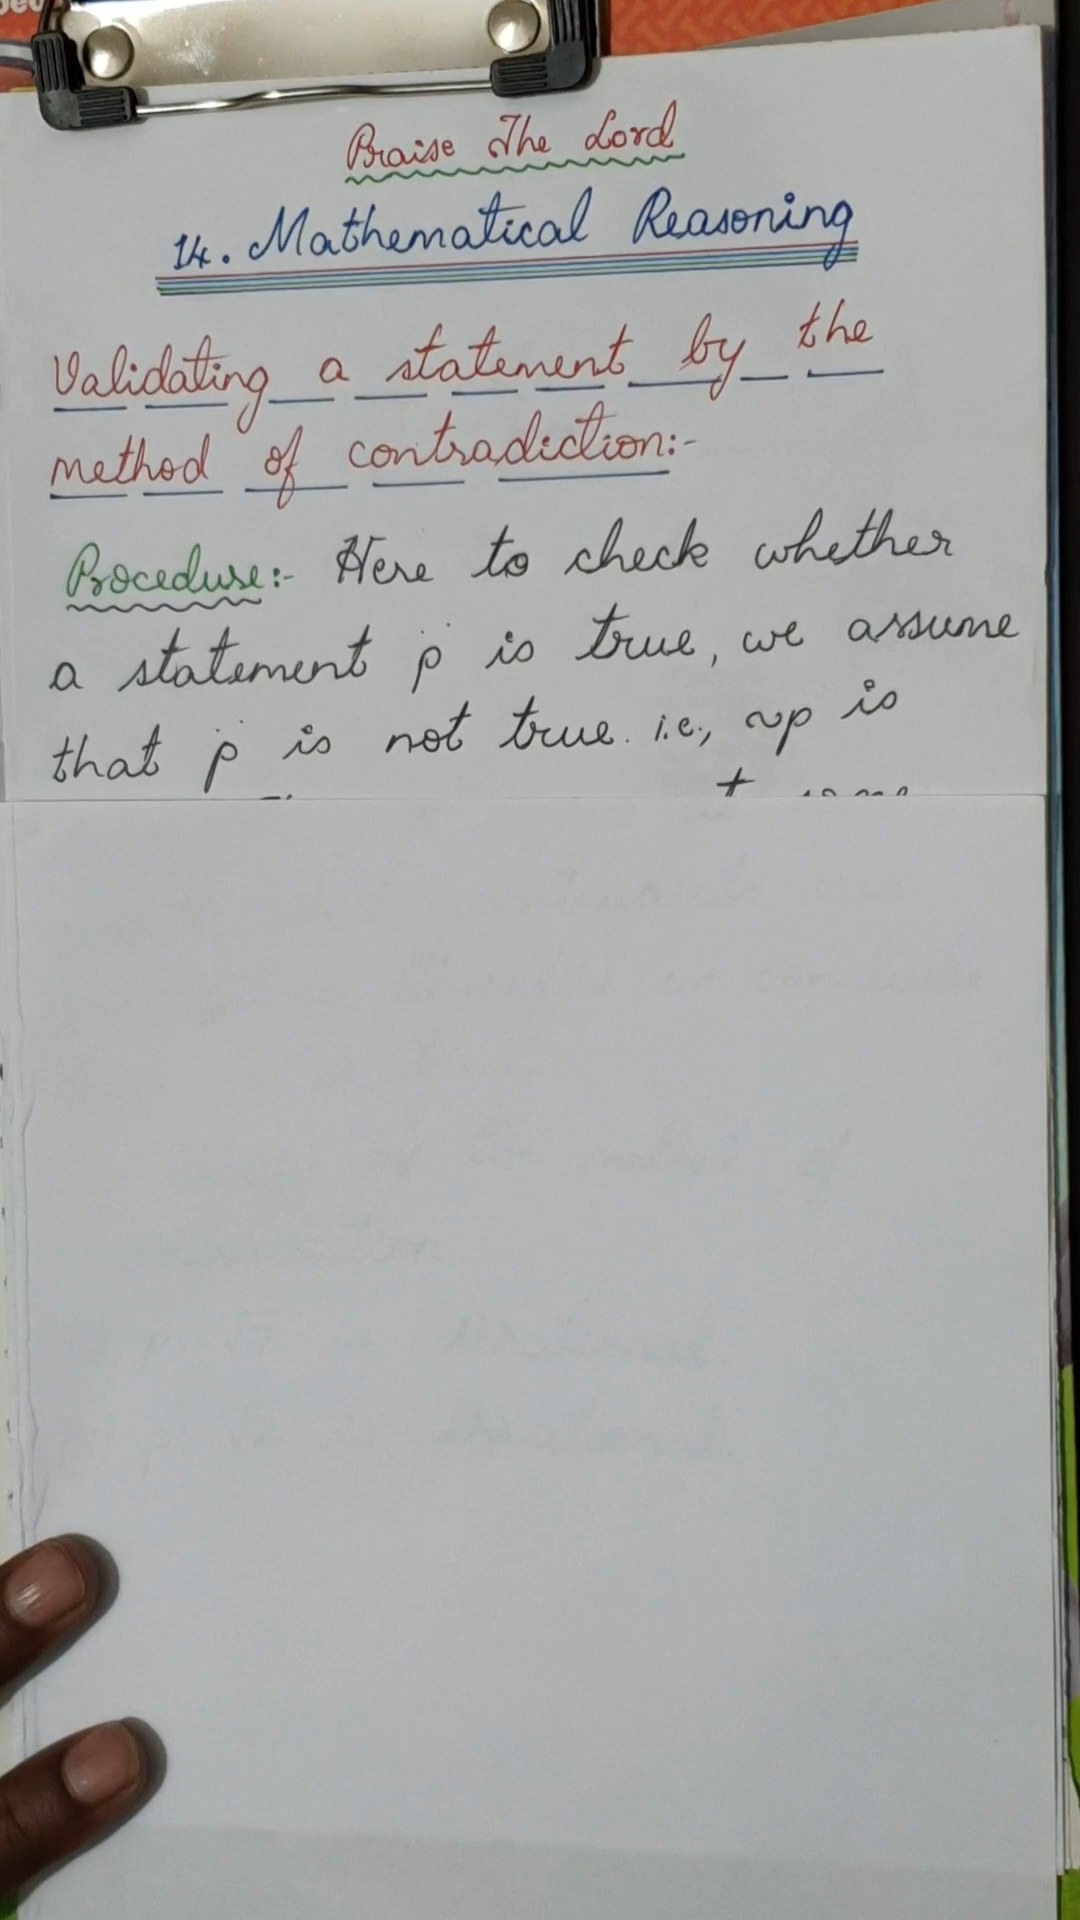 Praise The Lord
14. Mathematical Reasoning
Validating a statement by the
method of contradiction:-
Procedure:- Here to check whether
a statement p is true, we assume
that p is not true. i.e., ~p is